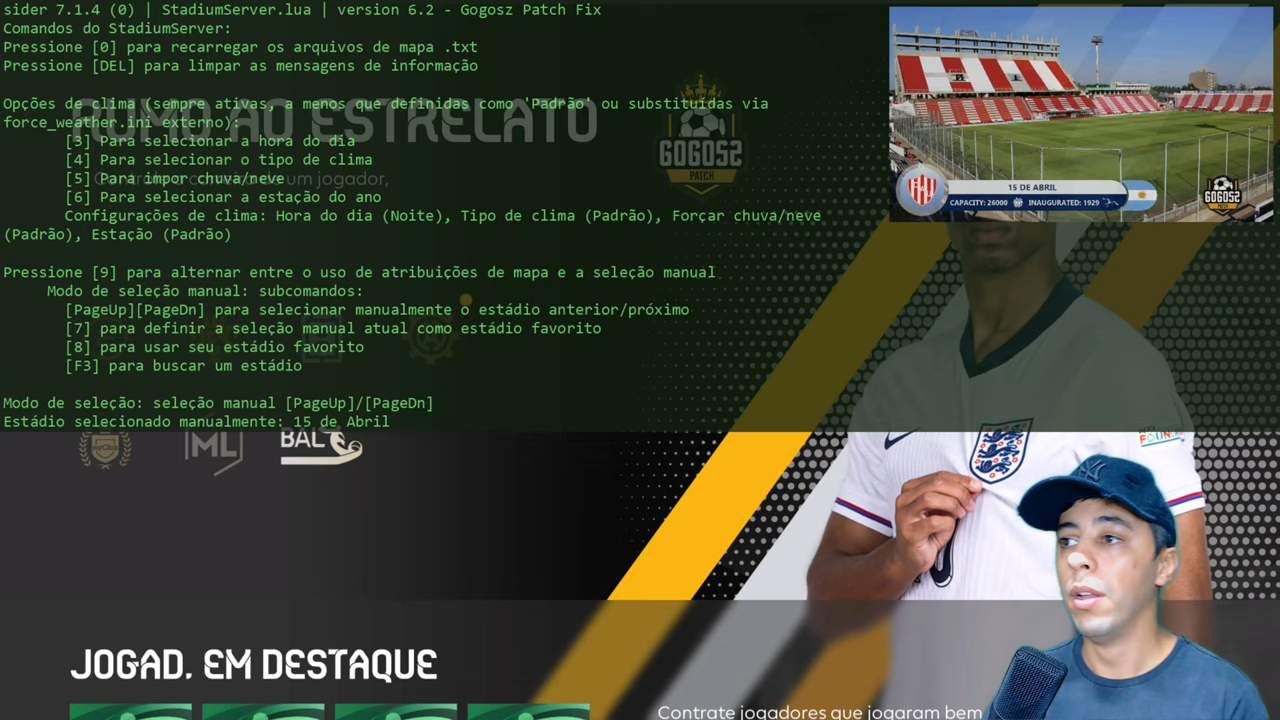 sider 7.1.4 (0) | StadiumServer.lua | version 6.2 - Gogosz Patch Fix
Comandos do StadiumServer:
Pressione [0] para recarregar os arquivos de mapa .txt
Pressione [DEL] para limpar as mensagens de informação
Opções de clima (sempre ativas, a menos que definidas como 'Padrão' ou substituídas via
force_weather.ini externo):
RUMO AO ESTRELATO
[3] Para selecionar a hora do dia
[4] Para selecionar o tipo de clima
[5] Para impor chuva/neve
um jogador,
[6] Para selecionar a estação do ano
Configurações de clima: Hora do dia (Noite), Tipo de clima (Padrão), Forçar chuva/neve
(Padrão), Estação (Padrão)
Pressione [9] para alternar entre o uso de atribuições de mapa e a seleção manual
Modo de seleção manual: subcomandos:
[PageUp][PageDn] para selecionar manualmente o estádio anterior/próximo
[7] para definir a seleção manual atual como estádio favorito
[8] para usar seu estádio favorito
[F3] para buscar um estádio
Modo de seleção: seleção manual [PageUp]/[PageDn]
Estádio selecionado manualmente: 15 de Abril
GOGOSZ
PATCH
15 DE ABRIL
CAPACITY: 26000
INAUGURATED: 1929
GOGOSZ
ML
BAL
JOGAD. EM DESTAQUE
Contrate jogadores que jogaram bem